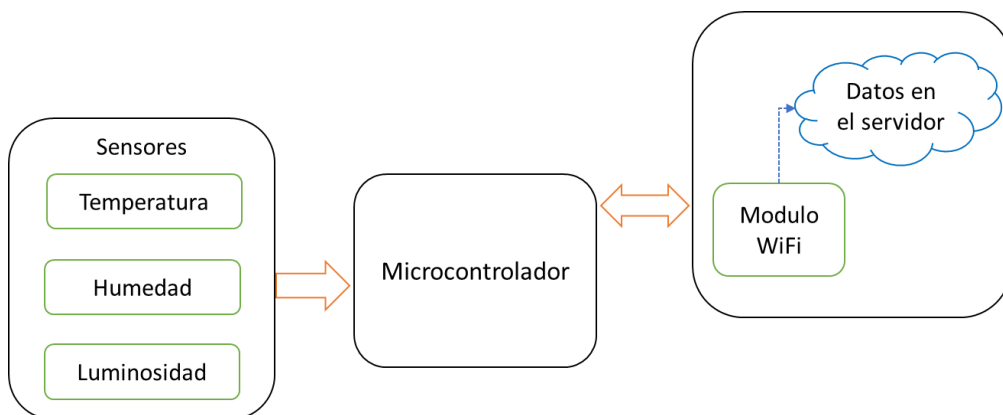 Sensores
Temperatura
Humedad
Luminosidad
Microcontrolador
Datos en
el servidor
Modulo
WiFi